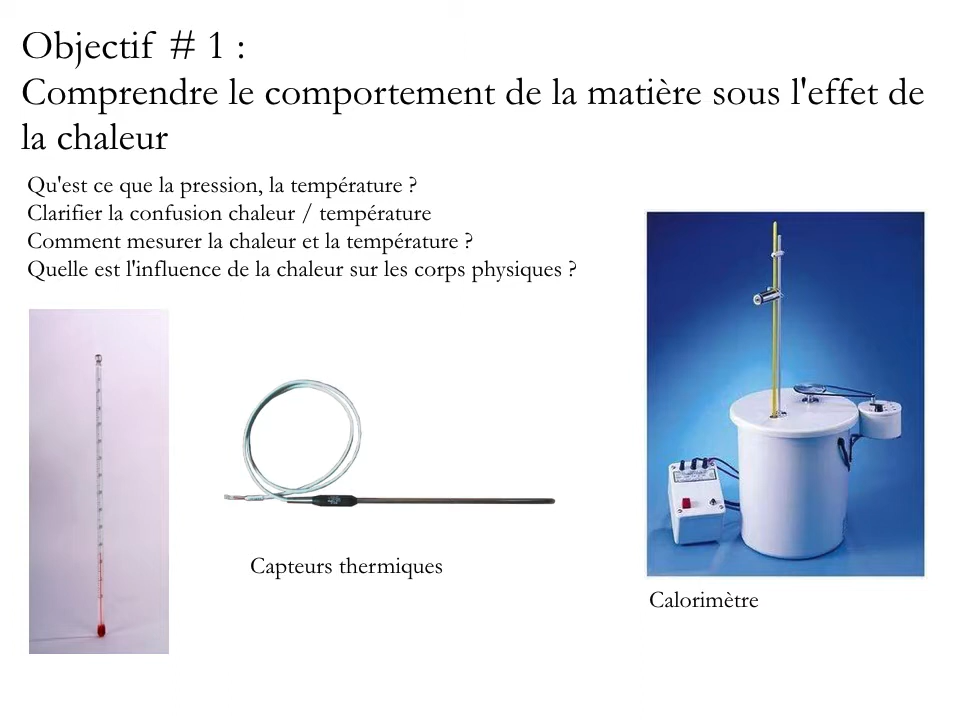 Objectif # 1 :
Comprendre le comportement de la matière sous l'effet de
la chaleur
Qu'est ce que la pression, la température ?
Clarifier la confusion chaleur / température
Comment mesurer la chaleur et la température ?
Quelle est l'influence de la chaleur sur les corps physiques ?
Capteurs thermiques
Calorimètre